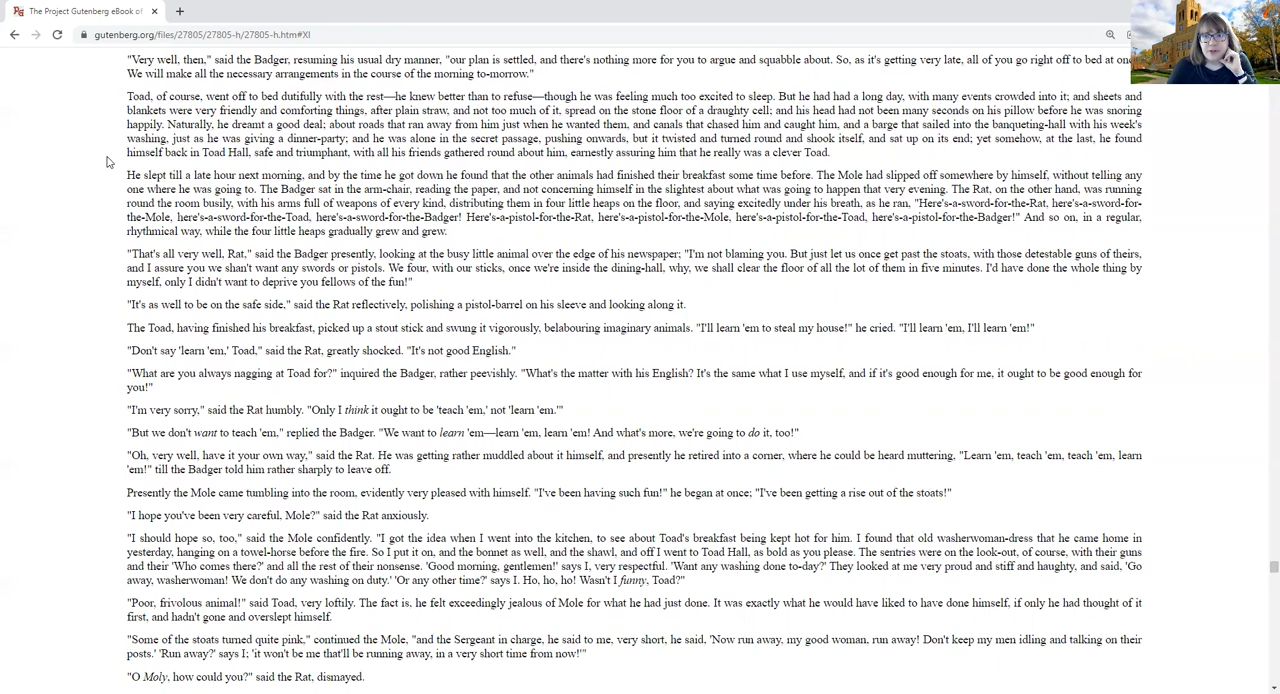 The Project Gutenberg eBook of
gutenberg.org/files/27805/27805-h/27805-h.htm#XI
"Very well, then," said the Badger, resuming his usual dry manner, "our plan is settled, and there's nothing more for you to argue and squabble about. So, as it's getting very late, all of you go right off to bed at
We will make all the necessary arrangements in the course of the morning to-morrow."
Toad, of course, went off to bed dutifully with the rest—he knew better than to refuse—though he was feeling much too excited to sleep. But he had had a long day, with many events crowded into it; and sheets and
blankets were very friendly and comforting things, after plain straw, and not too much of it, spread on the stone floor of a draughty cell; and his head had not been many seconds on his pillow before he was snoring
happily. Naturally, he dreamt a good deal; about roads that ran away from him just when he wanted them, and canals that chased him and caught him, and a barge that sailed into the banqueting-hall with his week's
washing, just as he was giving a dinner-party; and he was alone in the secret passage, pushing onwards, but it twisted and turned round and shook itself, and sat up on its end; yet somehow, at the last, he found
himself back in Toad Hall, safe and triumphant, with all his friends gathered round about him, earnestly assuring him that he really was a clever Toad.
He slept till a late hour next morning, and by the time he got down he found that the other animals had finished their breakfast some time before. The Mole had slipped off somewhere by himself, without telling any
one where he was going to. The Badger sat in the arm-chair, reading the paper, and not concerning himself in the slightest about what was going to happen that very evening. The Rat, on the other hand, was running
round the room busily, with his arms full of weapons of every kind, distributing them in four little heaps on the floor, and saying excitedly under his breath, as he ran, "Here's-a-sword-for-the-Rat, here's-a-sword-for-
the-Mole, here's-a-sword-for-the-Toad, here's-a-sword-for-the-Badger! Here's-a-pistol-for-the-Rat, here's-a-pistol-for-the-Mole, here's-a-pistol-for-the-Toad, here's-a-pistol-for-the-Badger!" And so on, in a regular,
rhythmical way, while the four little heaps gradually grew and grew.
"That's all very well, Rat," said the Badger presently, looking at the busy little animal over the edge of his newspaper; "I'm not blaming you. But just let us once get past the stoats, with those detestable guns of theirs,
and I assure you we shan't want any swords or pistols. We four, with our sticks, once we're inside the dining-hall, why, we shall clear the floor of all the lot of them in five minutes. I'd have done the whole thing by
myself, only I didn't want to deprive you fellows of the fun!"
"It's as well to be on the safe side," said the Rat reflectively, polishing a pistol-barrel on his sleeve and looking along it.
The Toad, having finished his breakfast, picked up a stout stick and swung it vigorously, belabouring imaginary animals. "I'll learn 'em to steal my house!" he cried. "I'll learn 'em, I'll learn 'em!"
"Don't say 'learn 'em,' Toad," said the Rat, greatly shocked. "It's not good English."
"What are you always nagging at Toad for?" inquired the Badger, rather peevishly. "What's the matter with his English? It's the same what I use myself, and if it's good enough for me, it ought to be good enough for
you!"
"I'm very sorry," said the Rat humbly. "Only I think it ought to be 'teach 'em,' not 'learn 'em.'"
"But we don't want to teach 'em," replied the Badger. "We want to learn 'em—learn 'em, learn 'em! And what's more, we're going to do it, too!"
"Oh, very well, have it your own way," said the Rat. He was getting rather muddled about it himself, and presently he retired into a corner, where he could be heard muttering, "Learn 'em, teach 'em, teach 'em, learn
'em!" till the Badger told him rather sharply to leave off.
Presently the Mole came tumbling into the room, evidently very pleased with himself. "I've been having such fun!" he began at once; "I've been getting a rise out of the stoats!"
"I hope you've been very careful, Mole?" said the Rat anxiously.
"I should hope so, too," said the Mole confidently. "I got the idea when I went into the kitchen, to see about Toad's breakfast being kept hot for him. I found that old washerwoman-dress that he came home in
yesterday, hanging on a towel-horse before the fire. So I put it on, and the bonnet as well, and the shawl, and off I went to Toad Hall, as bold as you please. The sentries were on the look-out, of course, with their guns
and their 'Who comes there?' and all the rest of their nonsense. 'Good morning, gentlemen!' says I, very respectful. 'Want any washing done to-day?' They looked at me very proud and stiff and haughty, and said, 'Go
away, washerwoman! We don't do any washing on duty.' 'Or any other time?' says I. Ho, ho, ho! Wasn't I funny, Toad?"
"Poor, frivolous animal!" said Toad, very loftily. The fact is, he felt exceedingly jealous of Mole for what he had just done. It was exactly what he would have liked to have done himself, if only he had thought of it
first, and hadn't gone and overslept himself.
"Some of the stoats turned quite pink," continued the Mole, "and the Sergeant in charge, he said to me, very short, he said, 'Now run away, my good woman, run away! Don't keep my men idling and talking on their
posts.' 'Run away?' says I; 'it won't be me that'll be running away, in a very short time from now!'"
"O Moly, how could you?" said the Rat, dismayed.